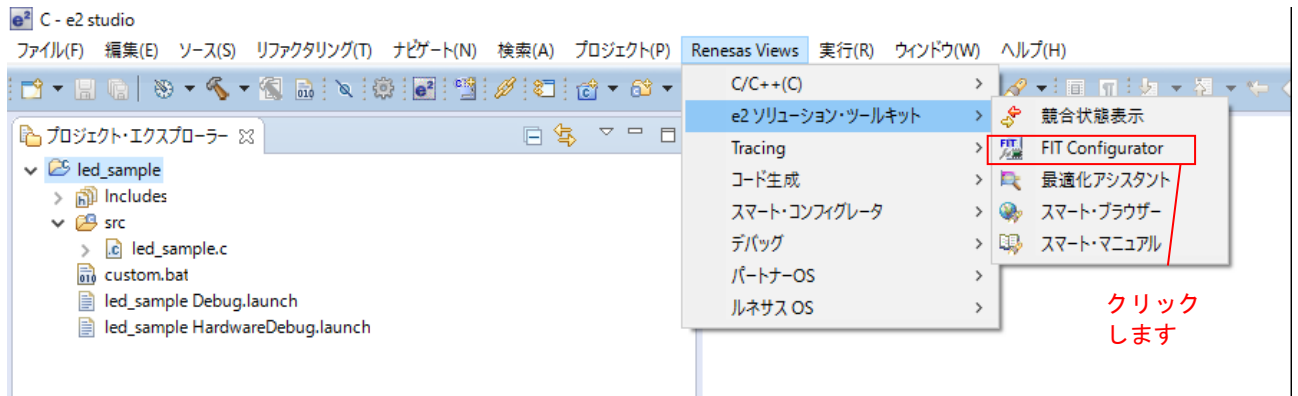 e² C - e2 studio
ファイル(F) 編集(E) ソース(S) リファクタリング(T) ナビゲート(N) 検索(A) プロジェクト(P) Renesas Views 実行(R) ウィンドウ(W) ヘルプ(H)
プロジェクト・エクスプローラー
led_sample
Includes
src
led_sample.c
custom.bat
led_sample Debug.launch
led_sample HardwareDebug.launch
C/C++(C)
e2 ソリューション・ツールキット
Tracing
コード生成
スマート・コンフィグレータ
デバッグ
パートナーOS
ルネサス OS
競合状態表示
FIT Configurator
最適化アシスタント
スマート・ブラウザー
スマート・マニュアル
クリック
します